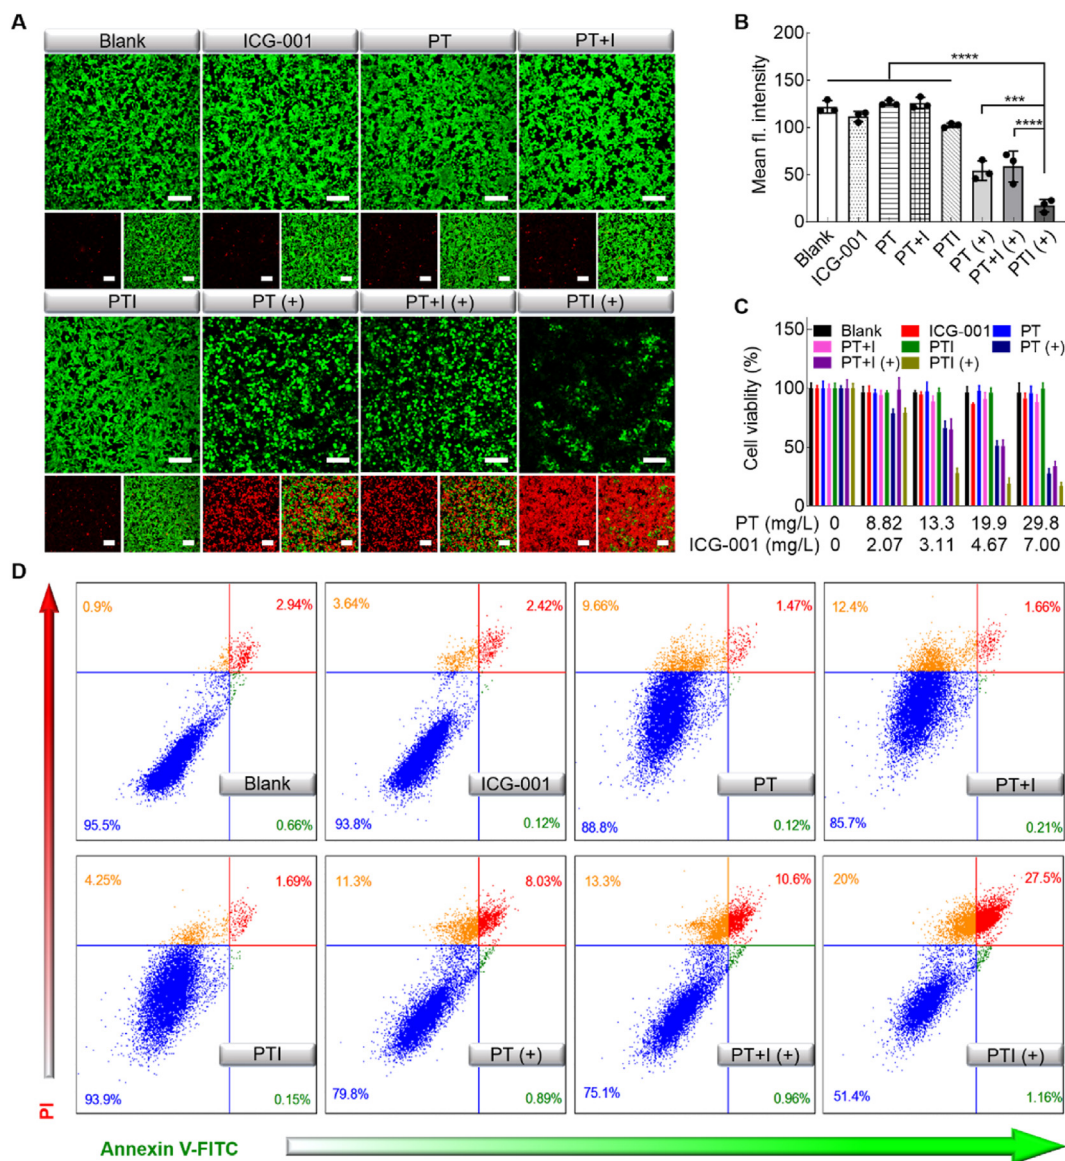 A
Blank ICG-001 PT PT+I
PTI PT (+) PT+I (+) PTI (+)
B
Mean fl. intensity
200
150
100
50
0
****
***
****
Blank ICG-001 PT PT+I PTI PT (+) PT+I (+) PTI (+)
C
Cell viablity (%)
150
100
50
0
Blank ICG-001 PT
PT+I PTI PT (+)
PT+I (+) PTI (+)
PT (mg/L) 0 8.82 13.3 19.9 29.8
ICG-001 (mg/L) 0 2.07 3.11 4.67 7.00
D
0.9% 2.94% 3.64% 2.42% 9.66% 1.47% 12.4% 1.66%
Blank ICG-001 PT PT+I
95.5% 0.66% 93.8% 0.12% 88.8% 0.12% 85.7% 0.21%
4.25% 1.69% 11.3% 8.03% 13.3% 10.6% 20% 27.5%
PTI PT (+) PT+I (+) PTI (+)
93.9% 0.15% 79.8% 0.89% 75.1% 0.96% 51.4% 1.16%
PI
Annexin V-FITC